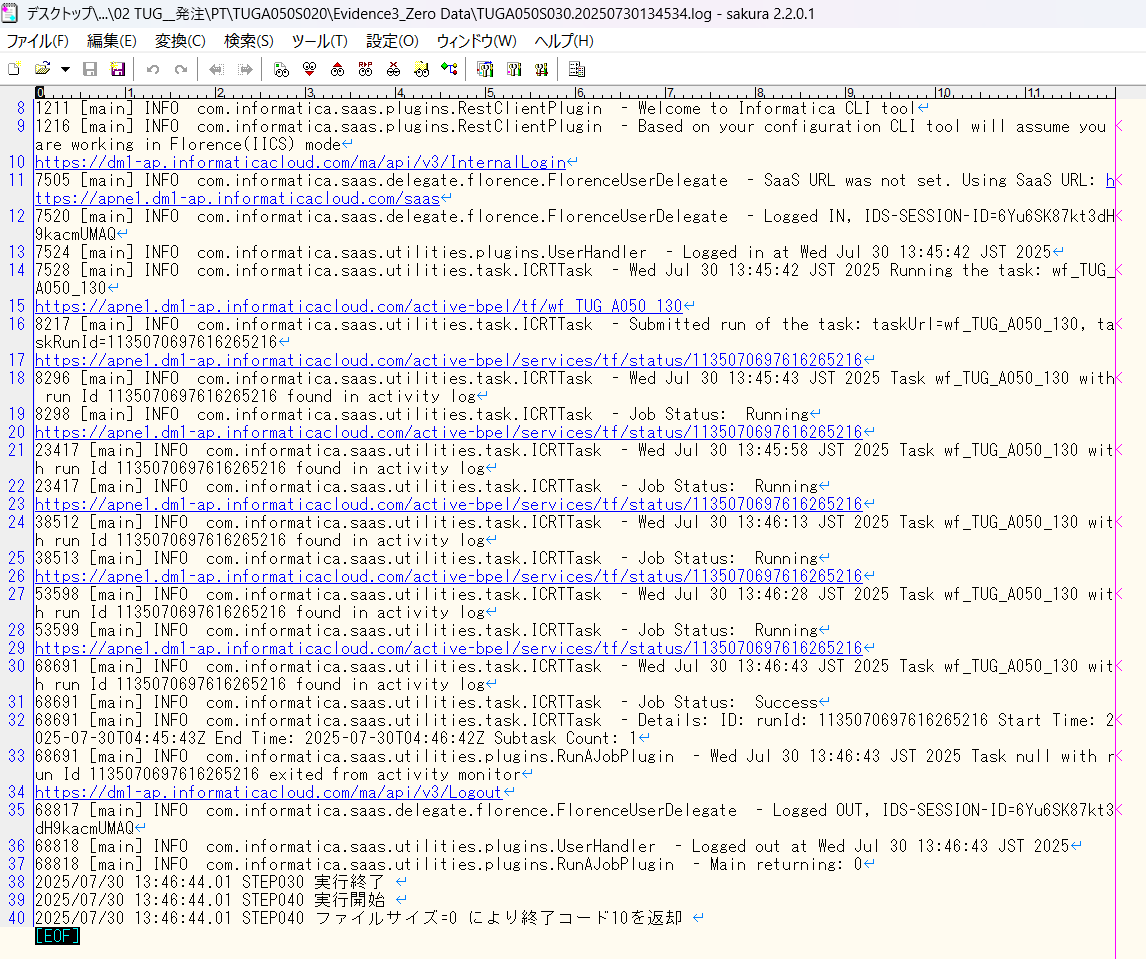 デスクトップ\...\02 TUG__発注\PT\TUGA050S020\Evidence3_Zero Data\TUGA050S030.20250730134534.log - sakura 2.2.0.1
ファイル(F) 編集(E) 変換(C) 検索(S) ツール(T) 設定(O) ウィンドウ(W) ヘルプ(H)
0 1 2 3 4 5 6 7 8 9 10 11
8 1211 [main] INFO  com.informatica.saas.plugins.RestClientPlugin  - Welcome to Informatica CLI tool↵
9 1216 [main] INFO  com.informatica.saas.plugins.RestClientPlugin  - Based on your configuration CLI tool will assume you <
are working in Florence(IICS) mode↵
10 https://dm1-ap.informaticacloud.com/ma/api/v3/InternalLogin↵
11 7505 [main] INFO  com.informatica.saas.delegate.florence.FlorenceUserDelegate  - SaaS URL was not set. Using SaaS URL: h<
ttps://apne1.dm1-ap.informaticacloud.com/saas↵
12 7520 [main] INFO  com.informatica.saas.delegate.florence.FlorenceUserDelegate  - Logged IN, IDS-SESSION-ID=6Yu6SK87kt3dH<
9kacmUMAQ↵
13 7524 [main] INFO  com.informatica.saas.utilities.plugins.UserHandler  - Logged in at Wed Jul 30 13:45:42 JST 2025↵
14 7528 [main] INFO  com.informatica.saas.utilities.task.ICRTTask  - Wed Jul 30 13:45:42 JST 2025 Running the task: wf_TUG_<
A050_130↵
15 https://apne1.dm1-ap.informaticacloud.com/active-bpel/tf/wf_TUG_A050_130↵
16 8217 [main] INFO  com.informatica.saas.utilities.task.ICRTTask  - Submitted run of the task: taskUrl=wf_TUG_A050_130, ta<
skRunId=1135070697616265216↵
17 https://apne1.dm1-ap.informaticacloud.com/active-bpel/services/tf/status/1135070697616265216↵
18 8296 [main] INFO  com.informatica.saas.utilities.task.ICRTTask  - Wed Jul 30 13:45:43 JST 2025 Task wf_TUG_A050_130 with<
run Id 1135070697616265216 found in activity log↵
19 8298 [main] INFO  com.informatica.saas.utilities.task.ICRTTask  - Job Status:  Running↵
20 https://apne1.dm1-ap.informaticacloud.com/active-bpel/services/tf/status/1135070697616265216↵
21 23417 [main] INFO  com.informatica.saas.utilities.task.ICRTTask  - Wed Jul 30 13:45:58 JST 2025 Task wf_TUG_A050_130 wit<
h run Id 1135070697616265216 found in activity log↵
22 23417 [main] INFO  com.informatica.saas.utilities.task.ICRTTask  - Job Status:  Running↵
23 https://apne1.dm1-ap.informaticacloud.com/active-bpel/services/tf/status/1135070697616265216↵
24 38512 [main] INFO  com.informatica.saas.utilities.task.ICRTTask  - Wed Jul 30 13:46:13 JST 2025 Task wf_TUG_A050_130 wit<
h run Id 1135070697616265216 found in activity log↵
25 38513 [main] INFO  com.informatica.saas.utilities.task.ICRTTask  - Job Status:  Running↵
26 https://apne1.dm1-ap.informaticacloud.com/active-bpel/services/tf/status/1135070697616265216↵
27 53598 [main] INFO  com.informatica.saas.utilities.task.ICRTTask  - Wed Jul 30 13:46:28 JST 2025 Task wf_TUG_A050_130 wit<
h run Id 1135070697616265216 found in activity log↵
28 53599 [main] INFO  com.informatica.saas.utilities.task.ICRTTask  - Job Status:  Running↵
29 https://apne1.dm1-ap.informaticacloud.com/active-bpel/services/tf/status/1135070697616265216↵
30 68691 [main] INFO  com.informatica.saas.utilities.task.ICRTTask  - Wed Jul 30 13:46:43 JST 2025 Task wf_TUG_A050_130 wit<
h run Id 1135070697616265216 found in activity log↵
31 68691 [main] INFO  com.informatica.saas.utilities.task.ICRTTask  - Job Status:  Success↵
32 68691 [main] INFO  com.informatica.saas.utilities.task.ICRTTask  - Details: ID: runId: 1135070697616265216 Start Time: 2<
025-07-30T04:45:43Z End Time: 2025-07-30T04:46:42Z Subtask Count: 1↵
33 68691 [main] INFO  com.informatica.saas.utilities.plugins.RunAJobPlugin  - Wed Jul 30 13:46:43 JST 2025 Task null with r<
un Id 1135070697616265216 exited from activity monitor↵
34 https://dm1-ap.informaticacloud.com/ma/api/v3/Logout↵
35 68817 [main] INFO  com.informatica.saas.delegate.florence.FlorenceUserDelegate  - Logged OUT, IDS-SESSION-ID=6Yu6SK87kt3<
dH9kacmUMAQ↵
36 68818 [main] INFO  com.informatica.saas.utilities.plugins.UserHandler  - Logged out at Wed Jul 30 13:46:43 JST 2025↵
37 68818 [main] INFO  com.informatica.saas.utilities.plugins.RunAJobPlugin  - Main returning: 0↵
38 2025/07/30 13:46:44.01 STEP030 実行終了 ↵
39 2025/07/30 13:46:44.01 STEP040 実行開始 ↵
40 2025/07/30 13:46:44.01 STEP040 ファイルサイズ=0 により終了コード10を返却 ↵
[EOF]